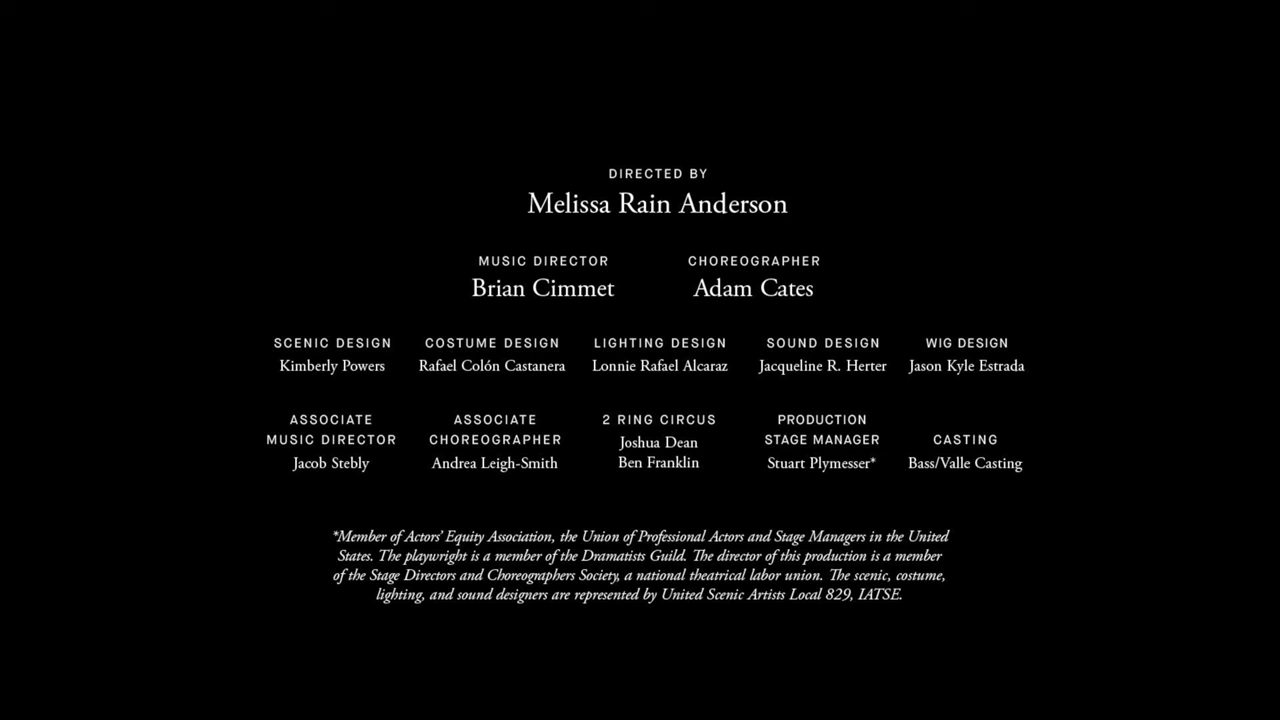 DIRECTED BY
Melissa Rain Anderson
MUSIC DIRECTOR CHOREOGRAPHER
Brian Cimmet Adam Cates
SCENIC DESIGN COSTUME DESIGN LIGHTING DESIGN SOUND DESIGN WIG DESIGN
Kimberly Powers Rafael Colón Castanera Lonnie Rafael Alcaraz Jacqueline R. Herter Jason Kyle Estrada
ASSOCIATE
MUSIC DIRECTOR
Jacob Stebly
ASSOCIATE
CHOREOGRAPHER
Andrea Leigh-Smith
2 RING CIRCUS
Joshua Dean
Ben Franklin
PRODUCTION
STAGE MANAGER
Stuart Plymesser*
CASTING
Bass/Valle Casting
*Member of Actors' Equity Association, the Union of Professional Actors and Stage Managers in the United
States. The playwright is a member of the Dramatists Guild. The director of this production is a member
of the Stage Directors and Choreographers Society, a national theatrical labor union. The scenic, costume,
lighting, and sound designers are represented by United Scenic Artists Local 829, IATSE.